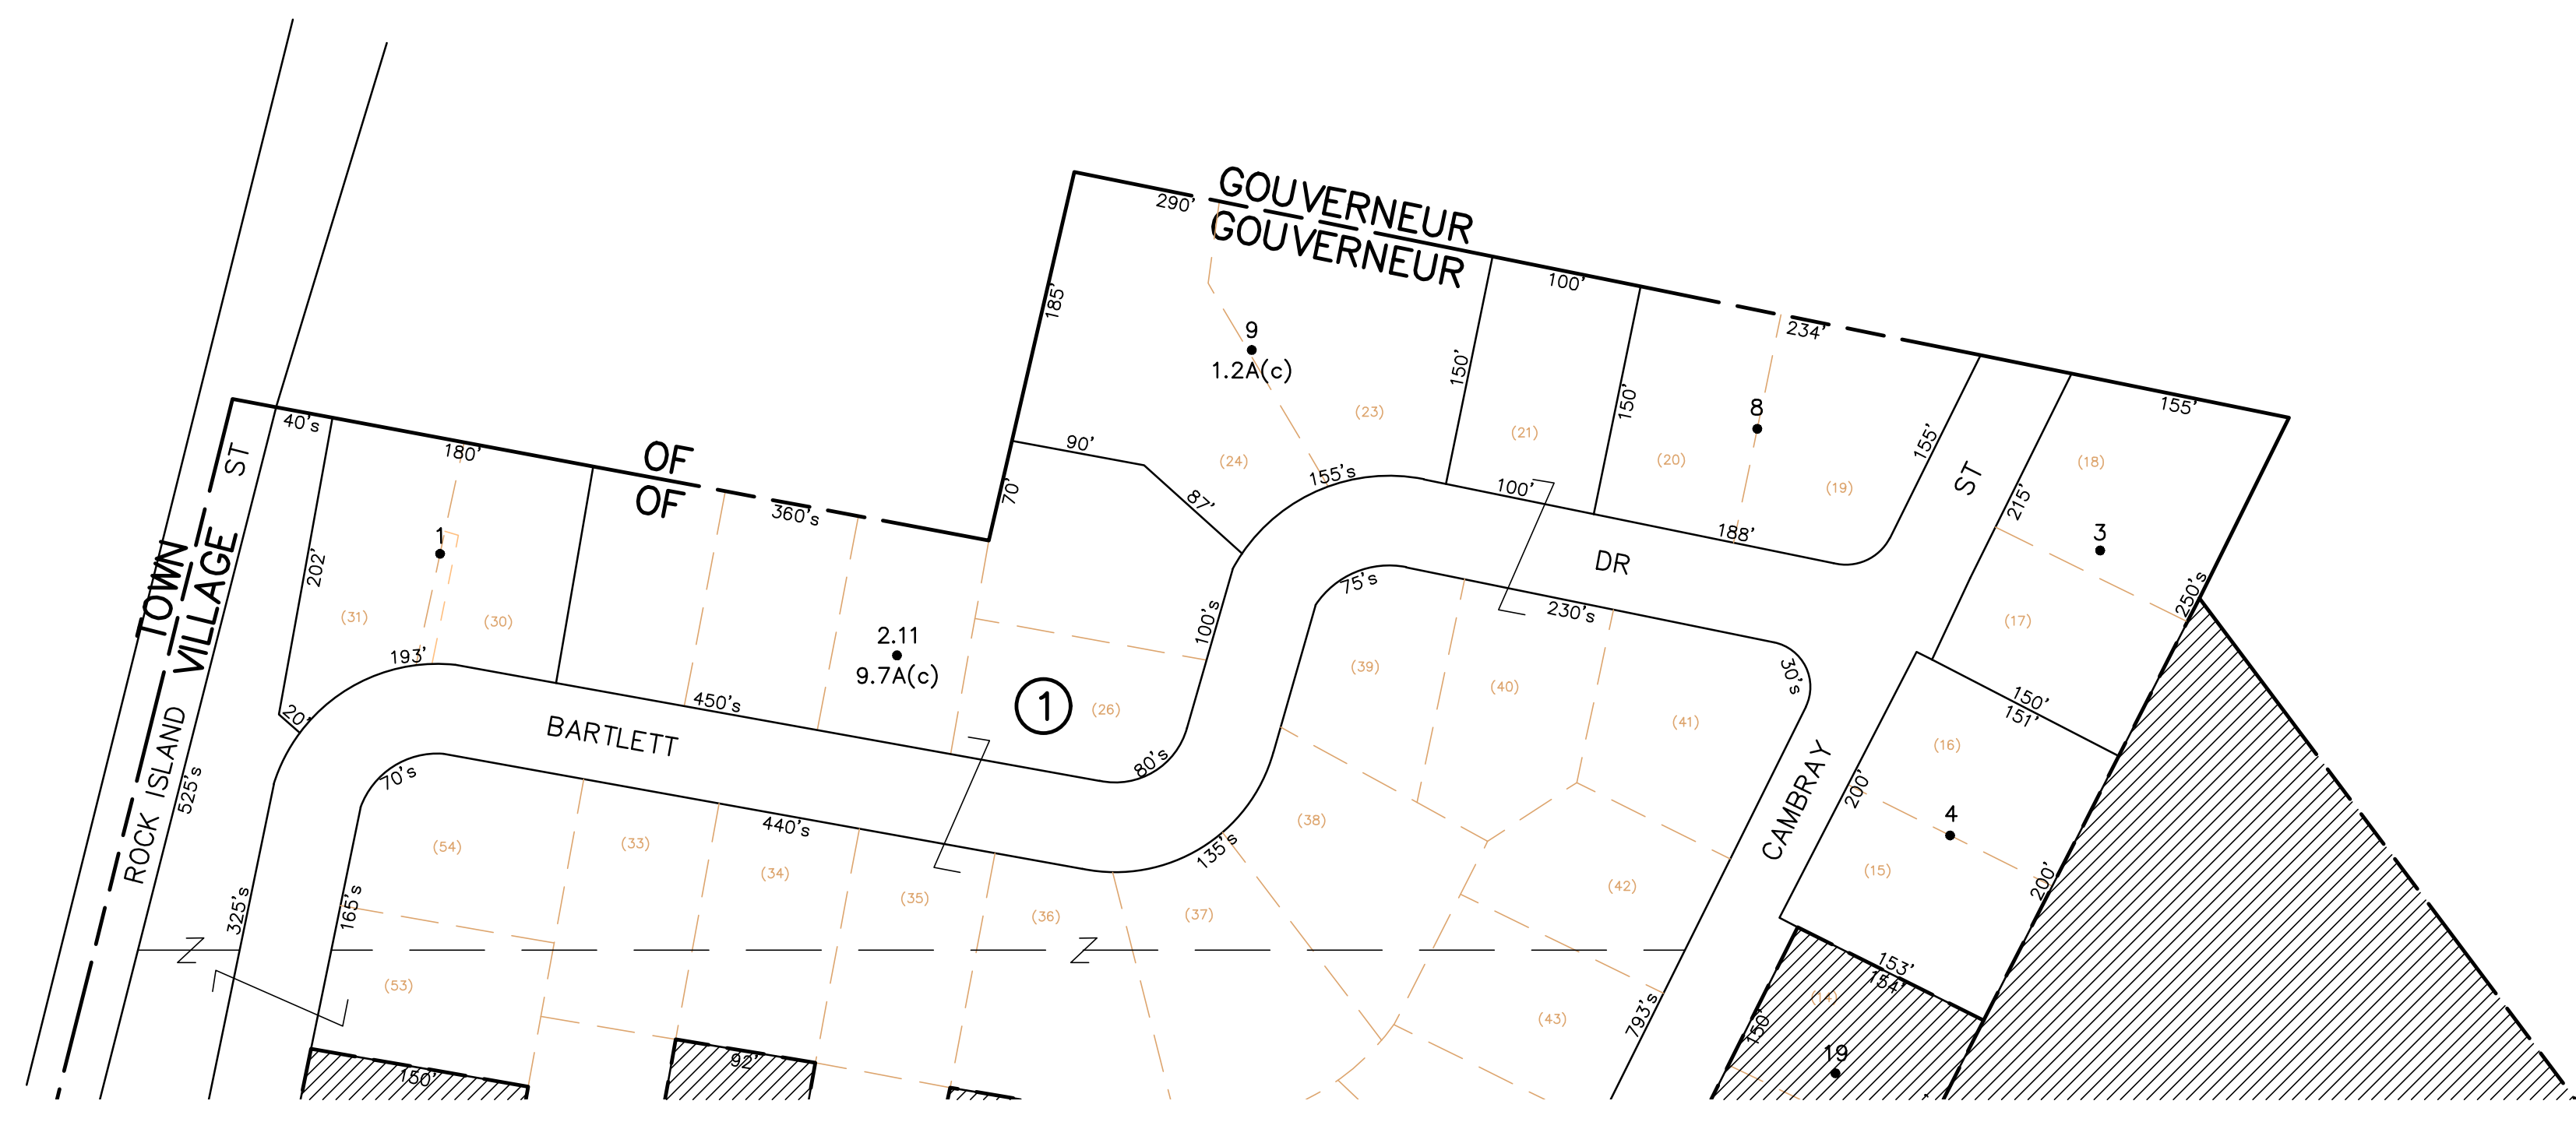 GOUVERNEUR
GOUVERNEUR
290'
100'
234'
155'
185'
9
1.2A(c)
(23)
(24)
150'
(21)
150'
8
(20)
(19)
155'
ST
(18)
215'
3
(17)
250's
40's
180'
OF
OF
360's
90'
70'
87'
155's
100'
188'
DR
75's
230's
ST
TOWN
VILLAGE
ROCK ISLAND
525's
202'
1
(31)
(30)
193'
20'
2.11
9.7A(c)
1
(26)
100's
80's
450's
BARTLETT
70's
440's
135's
(39)
(40)
(41)
30's
CAMBRAY
150'
151'
(16)
200'
4
(15)
200'
153'
154'
(54)
(33)
(34)
(35)
(36)
(37)
(38)
(42)
(43)
325's
165's
(53)
Z
Z
793's
150'
92'
(14)
150'
19